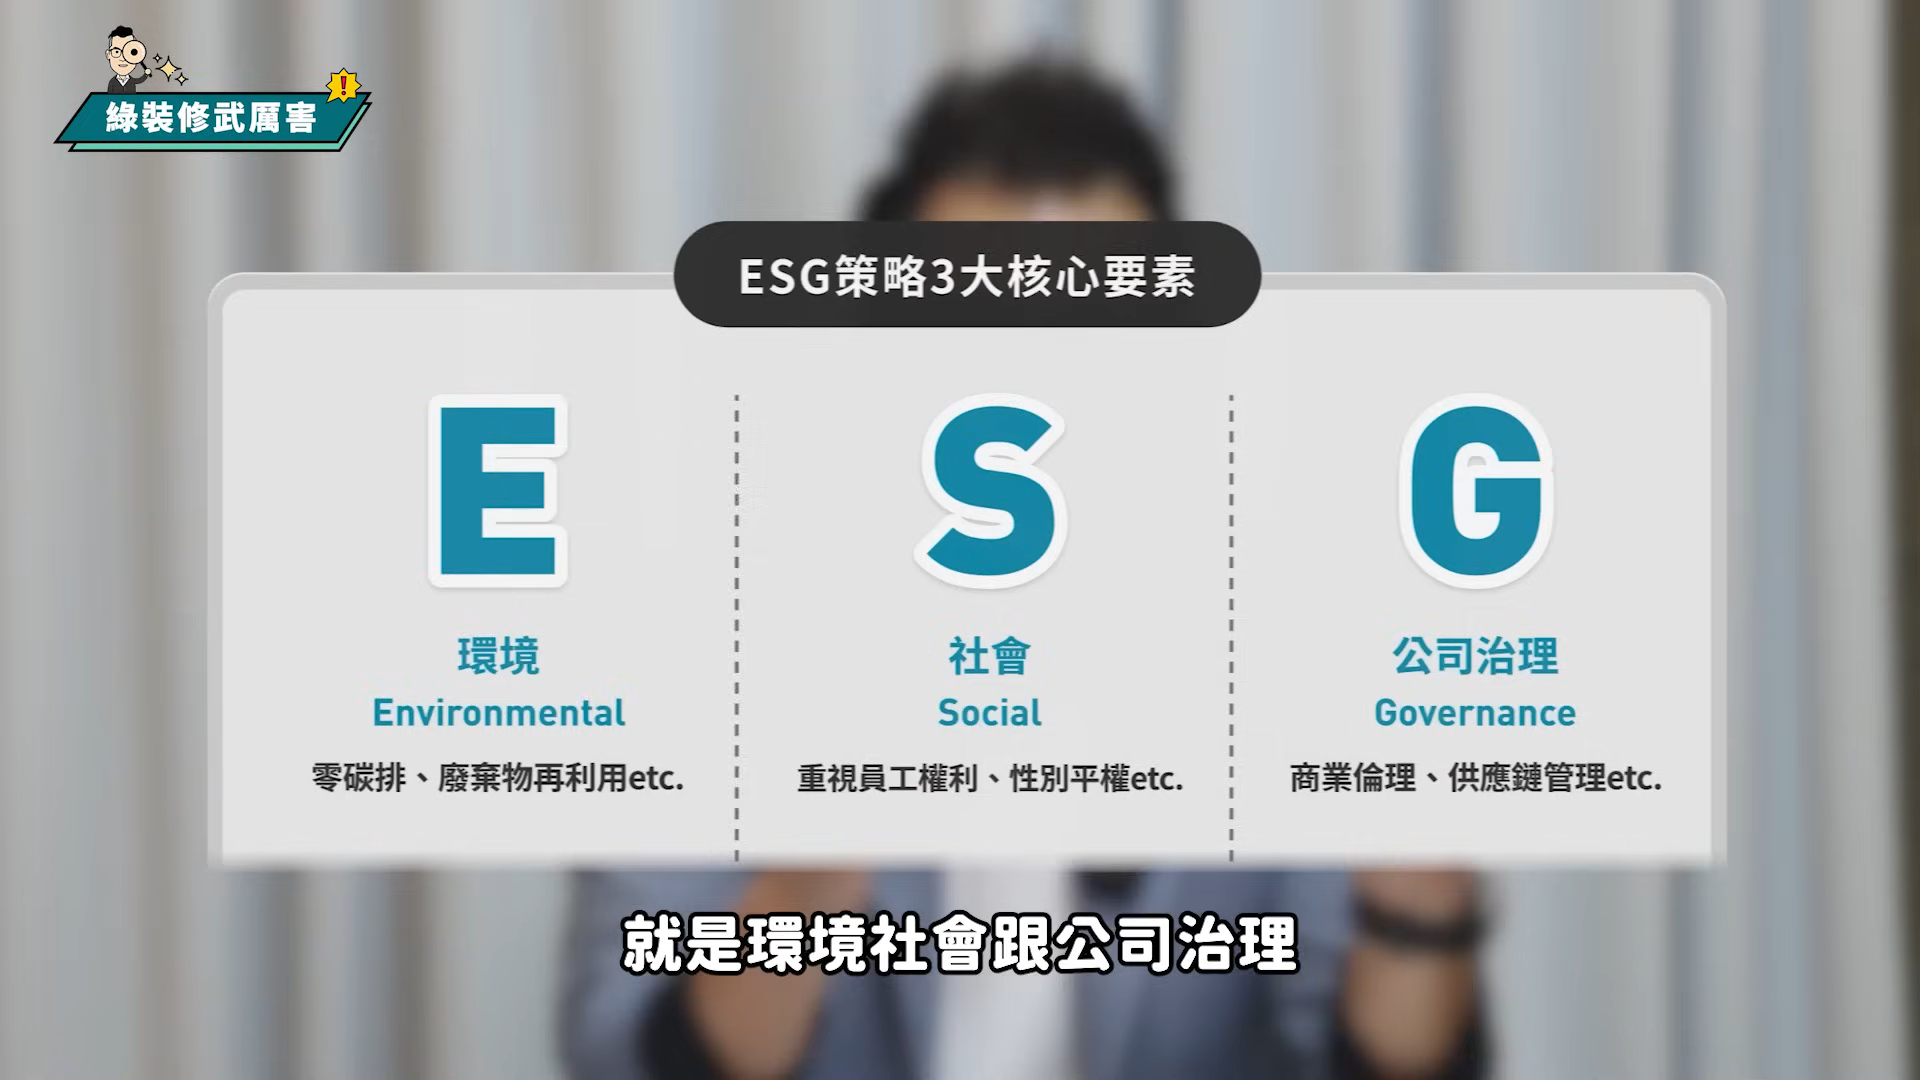 綠裝修武厲害
!
ESG策略3大核心要素
E
S
G
環境
Environmental
零碳排、廢棄物再利用etc.
社會
Social
重視員工權利、性別平權etc.
公司治理
Governance
商業倫理、供應鏈管理etc.
就是環境社會跟公司治理